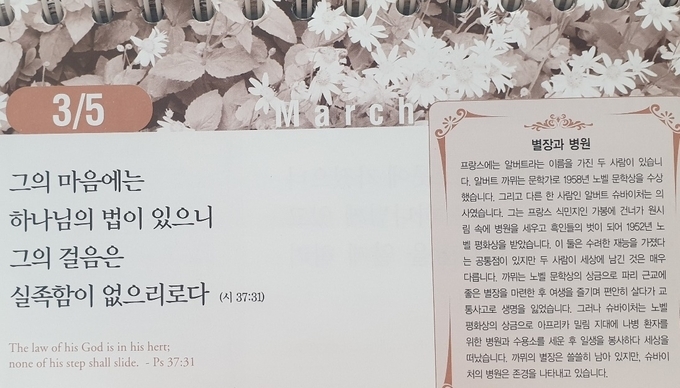 3/5
March
그의 마음에는
하나님의 법이 있으니
그의 걸음은
실족함이 없으리로다 (시 37:31)
The law of his God is in his hert;
none of his step shall slide. - Ps 37:31
별장과 병원
프랑스에는 알버트라는 이름을 가진 두 사람이 있습니
다. 알버트 까뮈는 문학가로 1958년 노벨 문학상을 수상
했습니다. 그리고 다른 한 사람인 알버트 슈바이처는 의
사였습니다. 그는 프랑스 식민지인 가봉에 건너가 원시
림 속에 병원을 세우고 흑인들의 벗이 되어 1952년 노
벨 평화상을 받았습니다. 이 둘은 수려한 재능을 가졌다
는 공통점이 있지만 두 사람이 세상에 남긴 것은 매우
다릅니다. 까뮈는 노벨 문학상의 상금으로 파리 근교에
좋은 별장을 마련한 후 여생을 즐기며 편안히 살다가 교
통사고로 생명을 잃었습니다. 그러나 슈바이처는 노벨
평화상의 상금으로 아프리카 밀림 지대에 나병 환자를
위한 병원과 수용소를 세운 후 일생을 봉사하다 세상을
떠났습니다. 까뮈의 별장은 쓸쓸히 남아 있지만, 슈바이
처의 병원은 존경을 나타내고 있습니다.